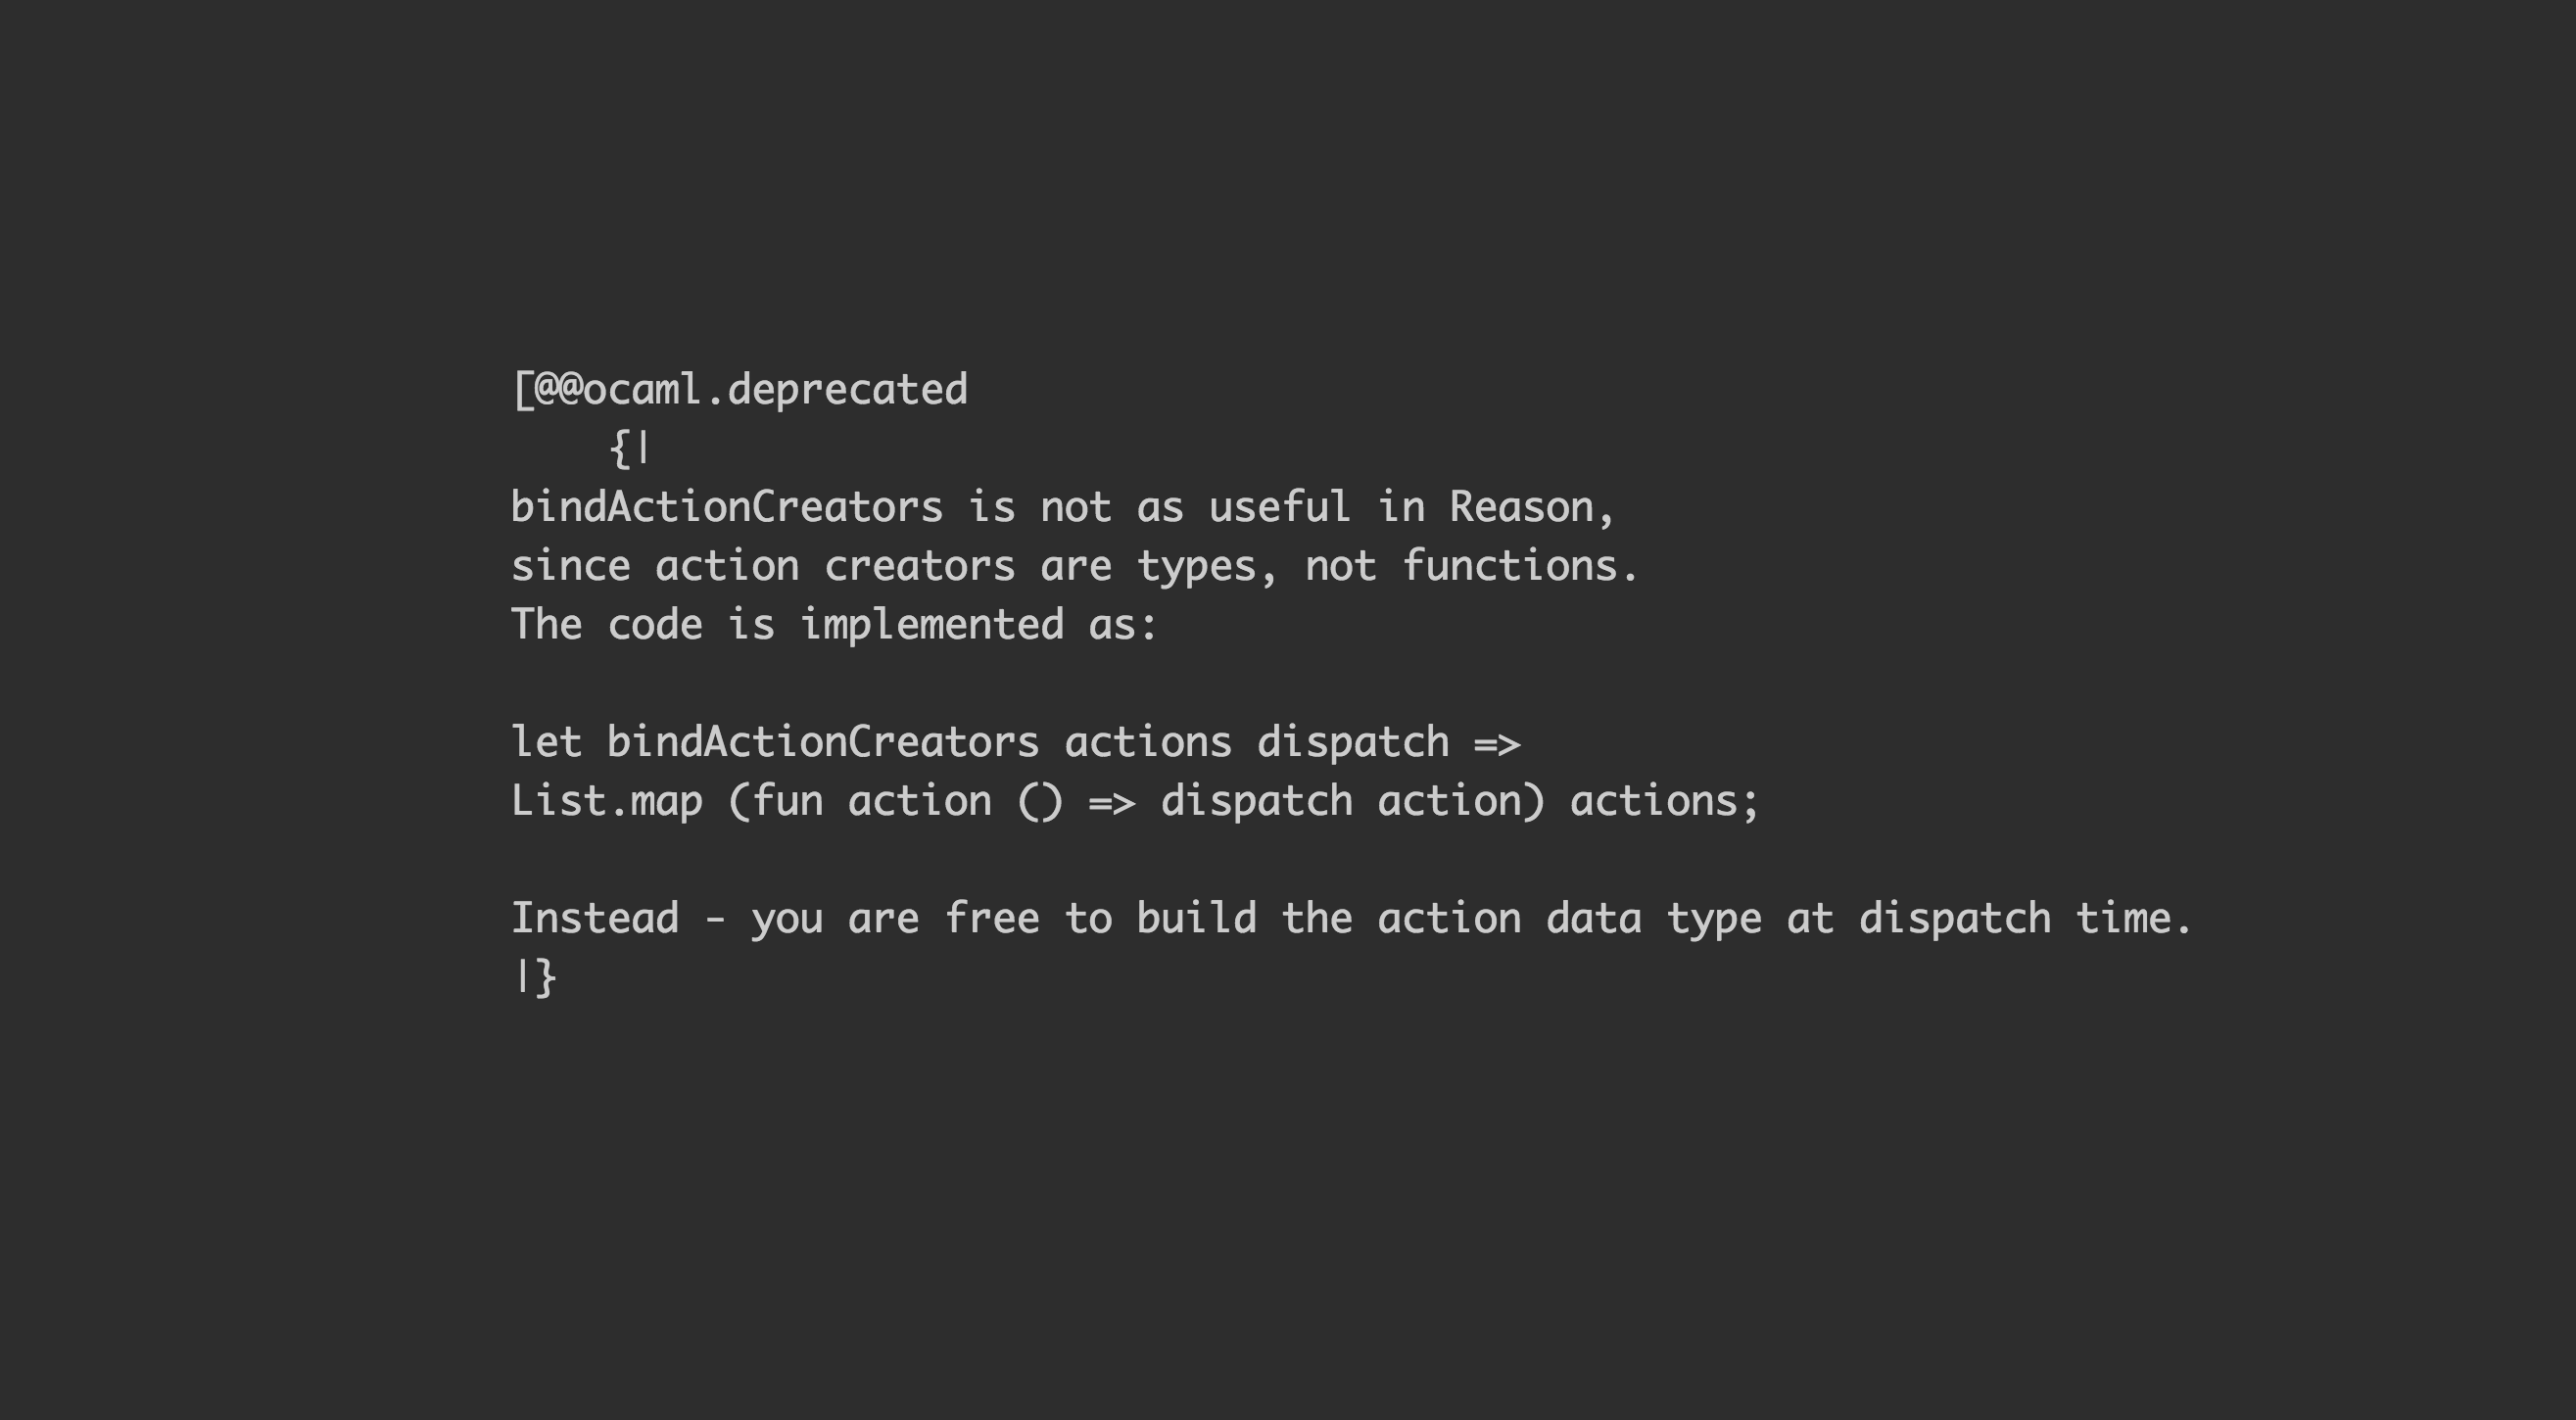 [@@ocaml.deprecated
    {|
bindActionCreators is not as useful in Reason,
since action creators are types, not functions.
The code is implemented as:

let bindActionCreators actions dispatch =>
List.map (fun action () => dispatch action) actions;

Instead - you are free to build the action data type at dispatch time.
|}